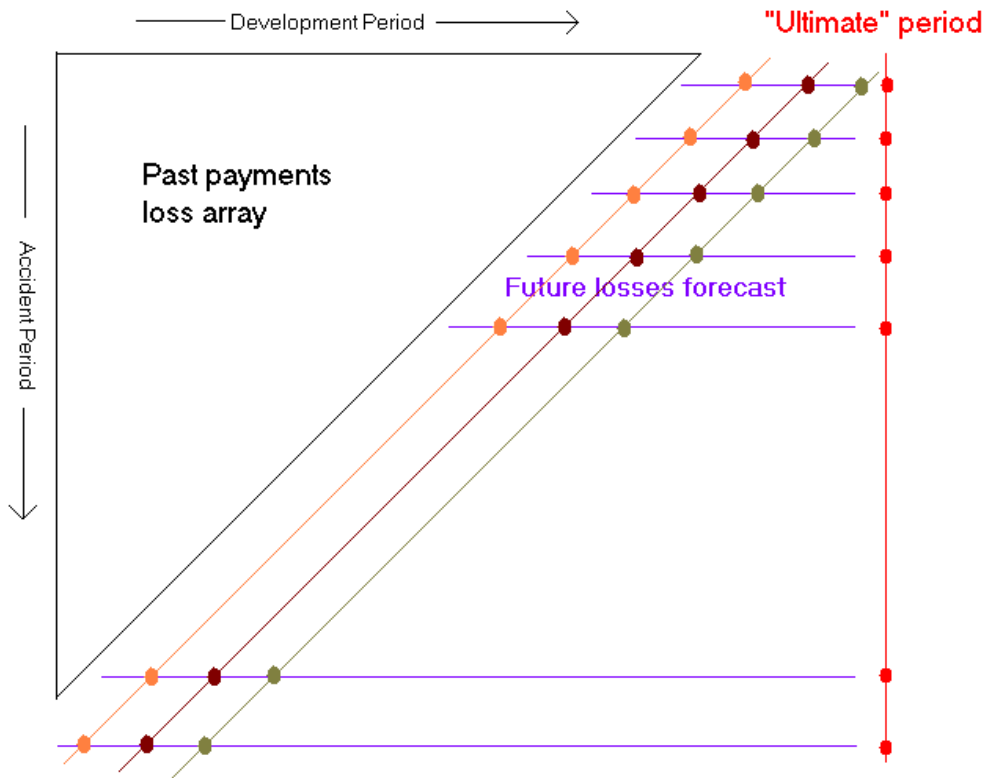 Development Period
"Ultimate" period
Past payments
loss array
Accident Period
Future losses forecast